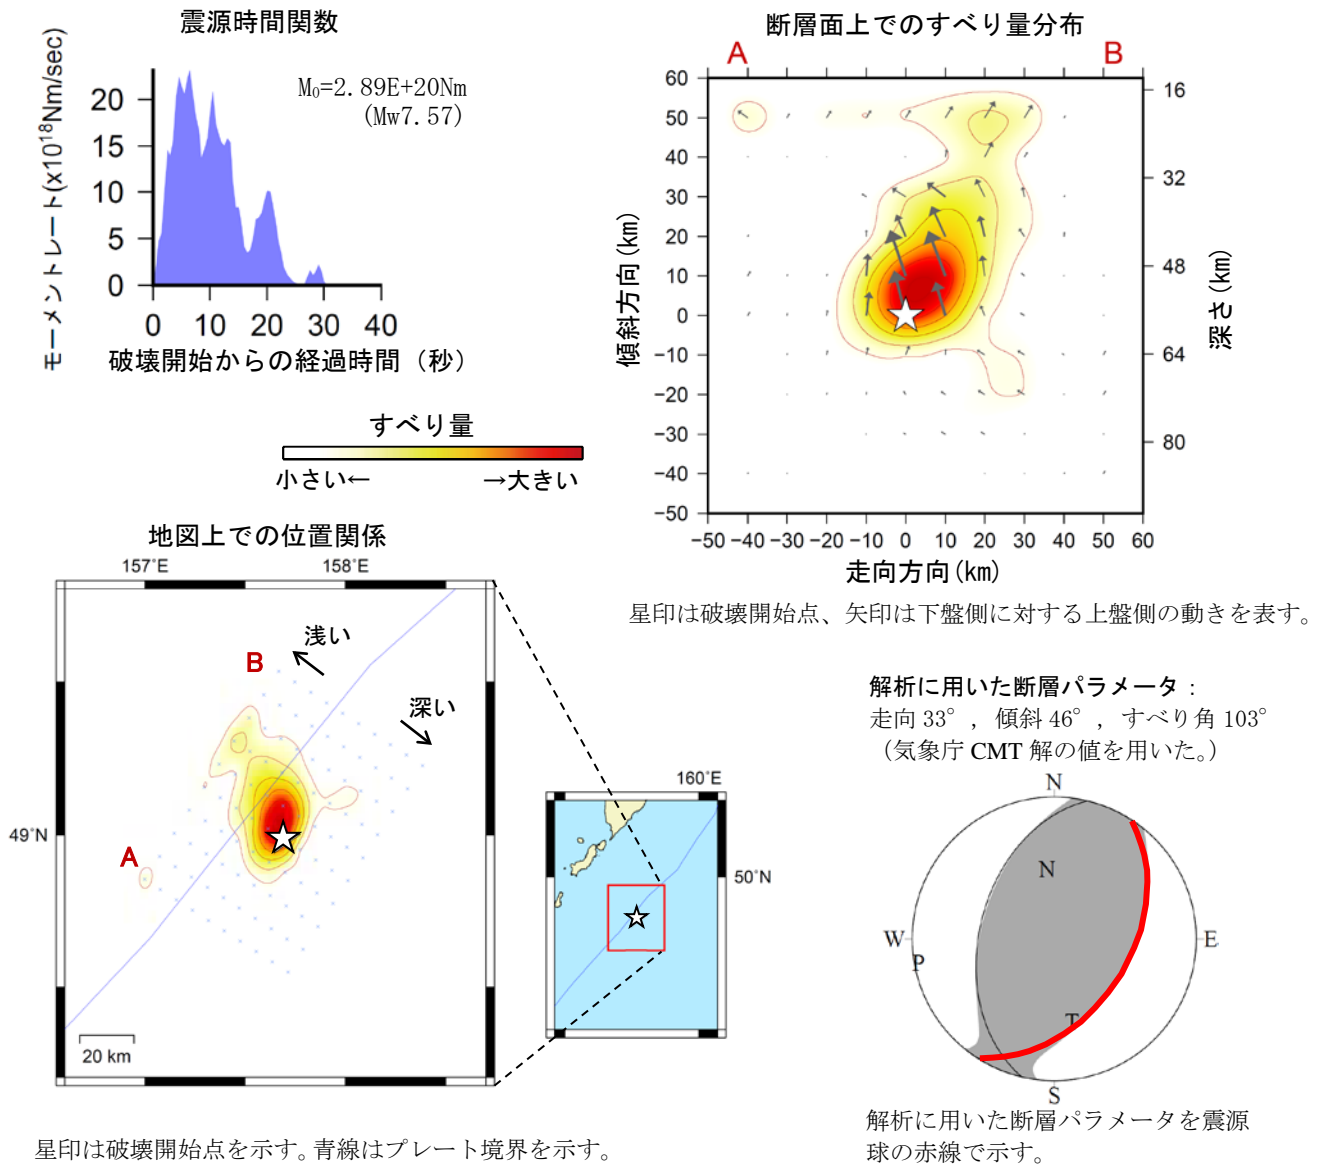 震源時間関数
モーメントレート(x10¹⁸Nm/sec)
20
15
10
5
0
M₀=2.89E+20Nm
(Mw7.57)
0 10 20 30 40
破壊開始からの経過時間（秒）
すべり量
小さい←
→大きい
断層面上でのすべり量分布
A
B
傾斜方向(km)
60
50
40
30
20
10
0
−10
−20
−30
−40
−50
16
32
48
64
80
深さ(km)
−50 −40 −30 −20 −10 0 10 20 30 40 50 60
走向方向(km)
星印は破壊開始点、矢印は下盤側に対する上盤側の動きを表す。
地図上での位置関係
157˚E 158˚E
浅い
B
深い
49˚N
A
20 km
160˚E
50˚N
星印は破壊開始点を示す。青線はプレート境界を示す。
解析に用いた断層パラメータ：
走向 33°，傾斜 46°，すべり角 103°
（気象庁 CMT 解の値を用いた。）
N
N
W
E
P
T
S
解析に用いた断層パラメータを震源
球の赤線で示す。